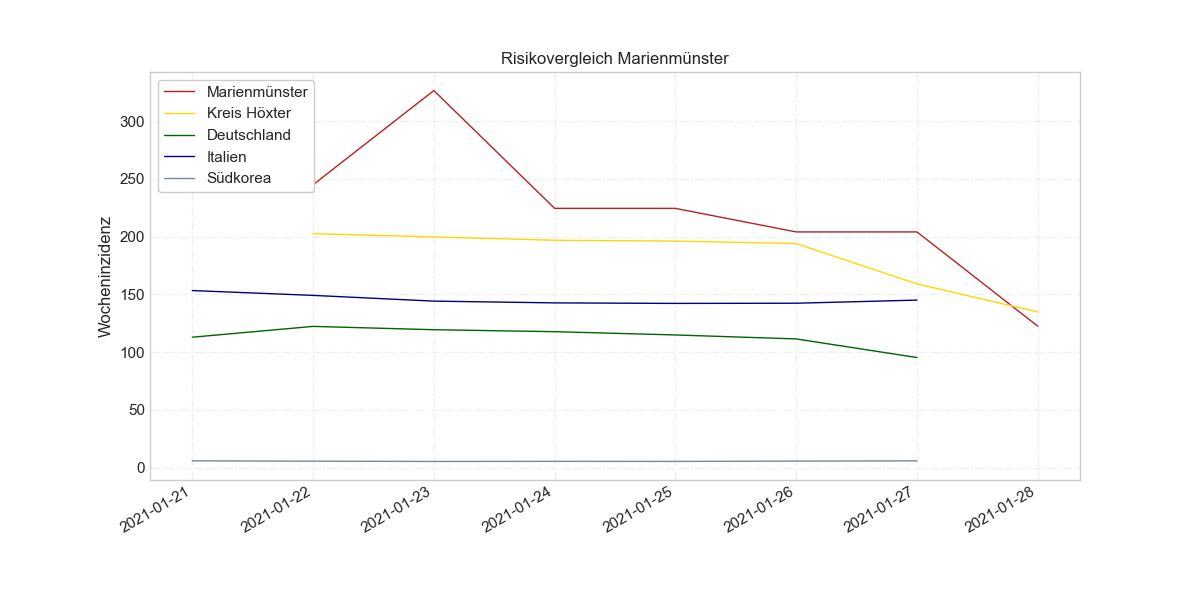 Risikovergleich Marienmünster
Marienmünster
Kreis Höxter
Deutschland
Italien
Südkorea
Wocheninzidenz
300
250
200
150
100
50
0
2021-01-21
2021-01-22
2021-01-23
2021-01-24
2021-01-25
2021-01-26
2021-01-27
2021-01-28